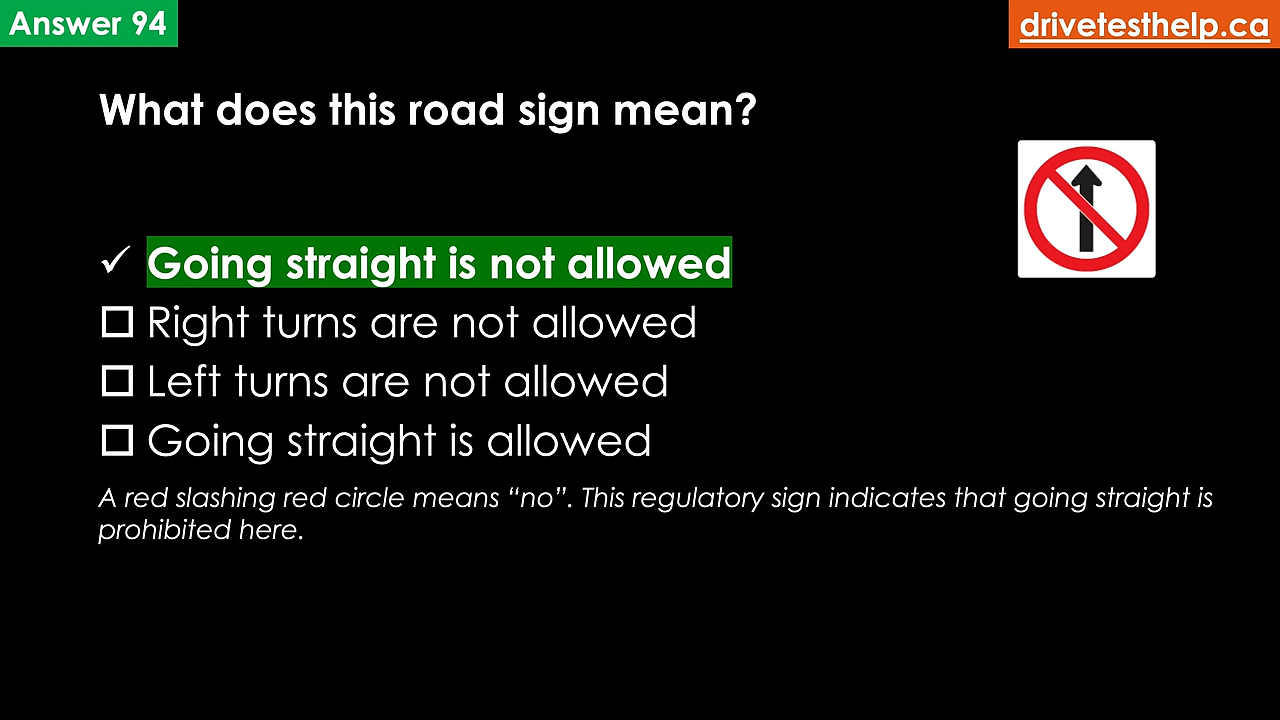 Answer 94
drivetesthelp.ca
What does this road sign mean?
Going straight is not allowed
Right turns are not allowed
Left turns are not allowed
Going straight is allowed
A red slashing red circle means “no”. This regulatory sign indicates that going straight is
prohibited here.